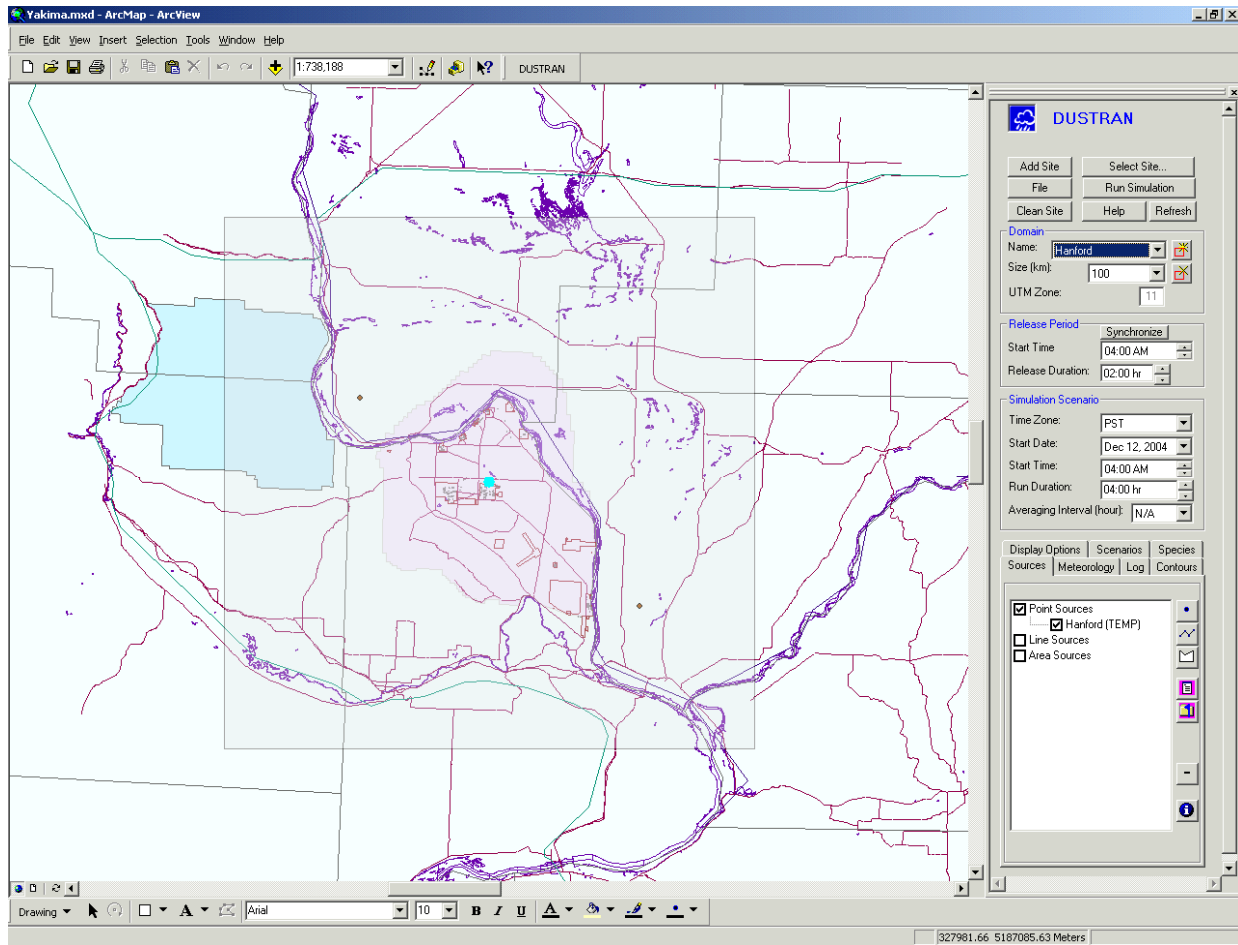 Yakima.mxd - ArcMap - ArcView
File Edit View Insert Selection Tools Window Help
1:738,188
DUSTRAN
DUSTRAN
Add Site Select Site...
File Run Simulation
Clean Site Help Refresh
Domain
Name: Hanford
Size (km): 100
UTM Zone: 11
Release Period
Synchronize
Start Time 04:00 AM
Release Duration: 02:00 hr
Simulation Scenario
Time Zone: PST
Start Date: Dec 12, 2004
Start Time: 04:00 AM
Run Duration: 04:00 hr
Averaging Interval (hour): N/A
Display Options Scenarios Species
Sources Meteorology Log Contours
Point Sources
Hanford (TEMP)
Line Sources
Area Sources
Drawing A Arial 10 B I U A
327981.66 5187085.63 Meters